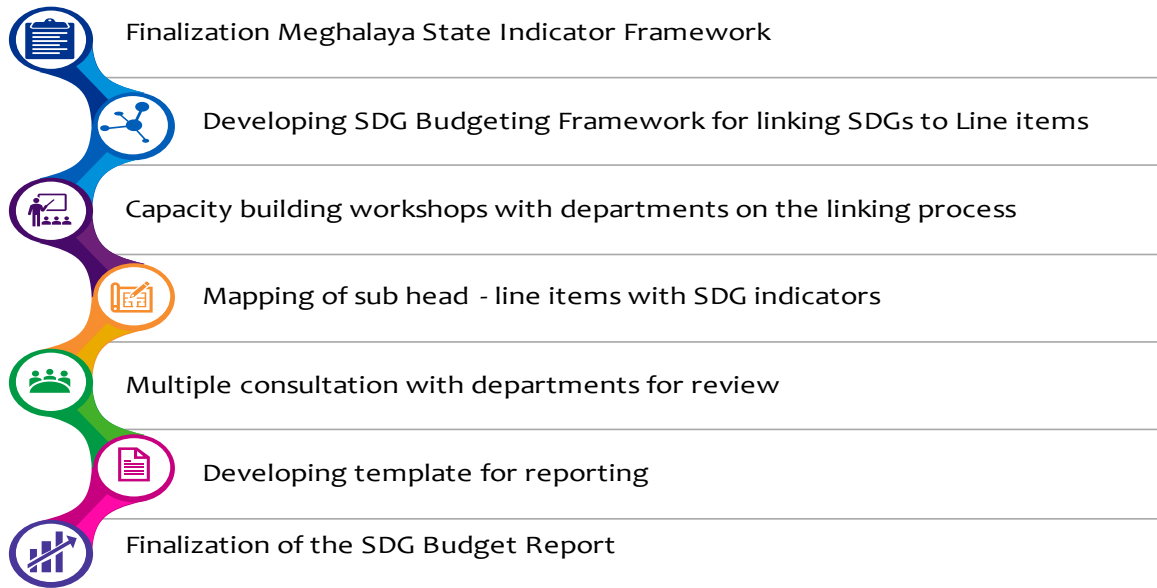 Finalization Meghalaya State Indicator Framework
Developing SDG Budgeting Framework for linking SDGs to Line items
Capacity building workshops with departments on the linking process
Mapping of sub head - line items with SDG indicators
Multiple consultation with departments for review
Developing template for reporting
Finalization of the SDG Budget Report